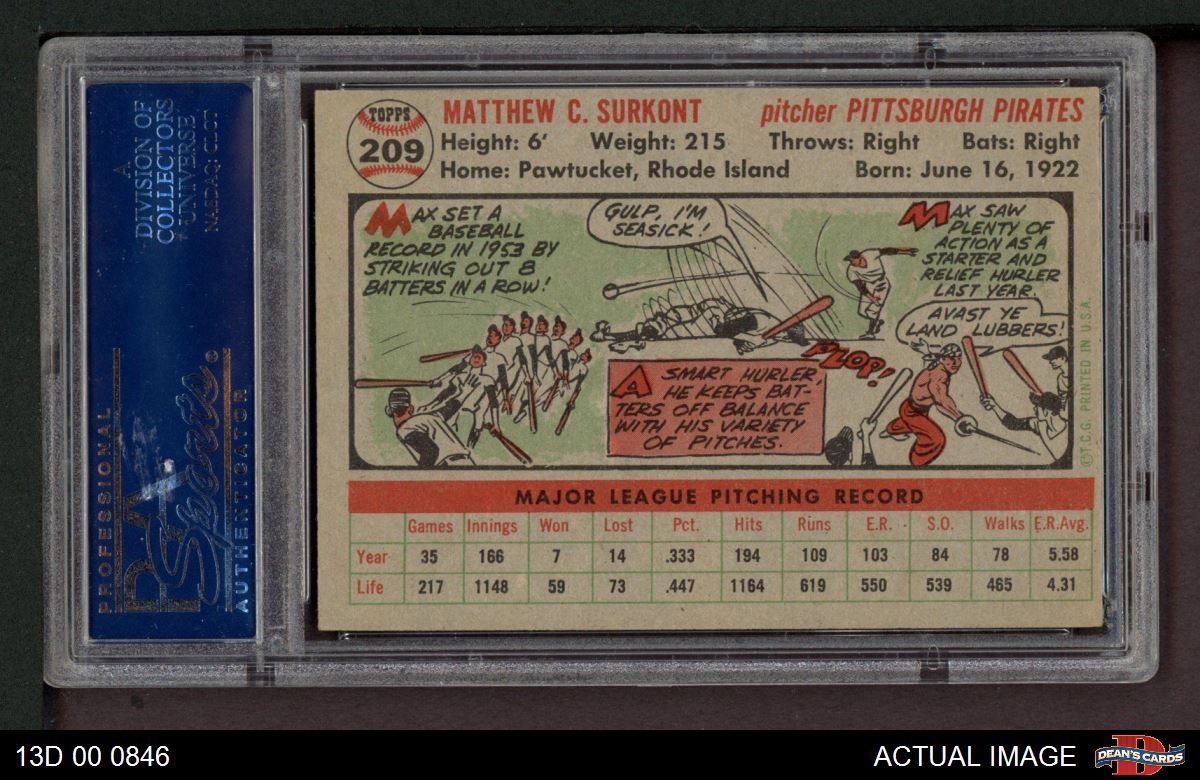 A
DIVISION OF
COLLECTORS
UNIVERSE
NASDAQ: CLCT
PROFESSIONAL
PSA
Sports®
AUTHENTICATOR
TOPPS
209
MATTHEW C. SURKONT pitcher PITTSBURGH PIRATES
Height: 6' Weight: 215 Throws: Right Bats: Right
Home: Pawtucket, Rhode Island Born: June 16, 1922
MAX SET A
BASEBALL
RECORD IN 1953 BY
STRIKING OUT 8
BATTERS IN A ROW!
GULP, I'M
SEASICK!
FLOP!
A SMART HURLER,
HE KEEPS BAT-
TERS OFF BALANCE
WITH HIS VARIETY
OF PITCHES.
MAX SAW
PLENTY OF
ACTION AS A
STARTER AND
RELIEF HURLER
LAST YEAR.
AVAST YE
LAND LUBBERS!
©T.C.G. PRINTED IN U.S.A.
MAJOR LEAGUE PITCHING RECORD
Games Innings Won Lost Pct. Hits Runs E.R. S.O. Walks E.R.Avg.
Year 35 166 7 14 .333 194 109 103 84 78 5.58
Life 217 1148 59 73 .447 1164 619 550 539 465 4.31
13D 00 0846
ACTUAL IMAGE
D
DEAN'S CARDS